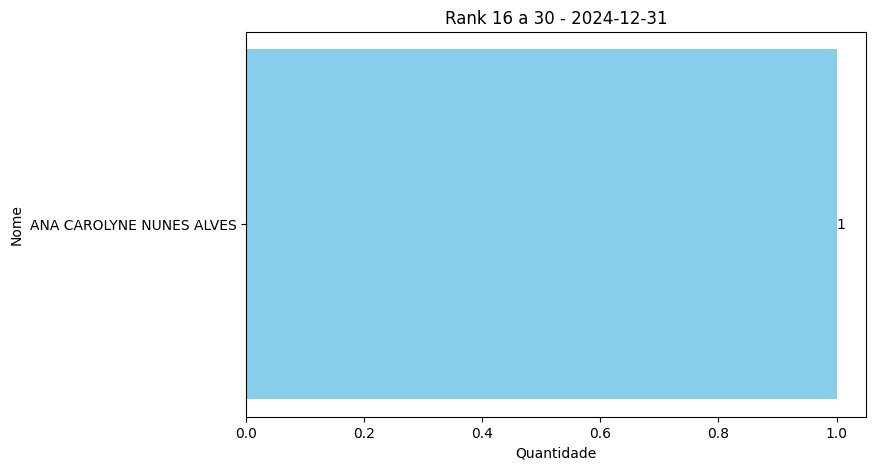 Rank 16 a 30 - 2024-12-31
Nome
ANA CAROLYNE NUNES ALVES
1
0.0 0.2 0.4 0.6 0.8 1.0
Quantidade